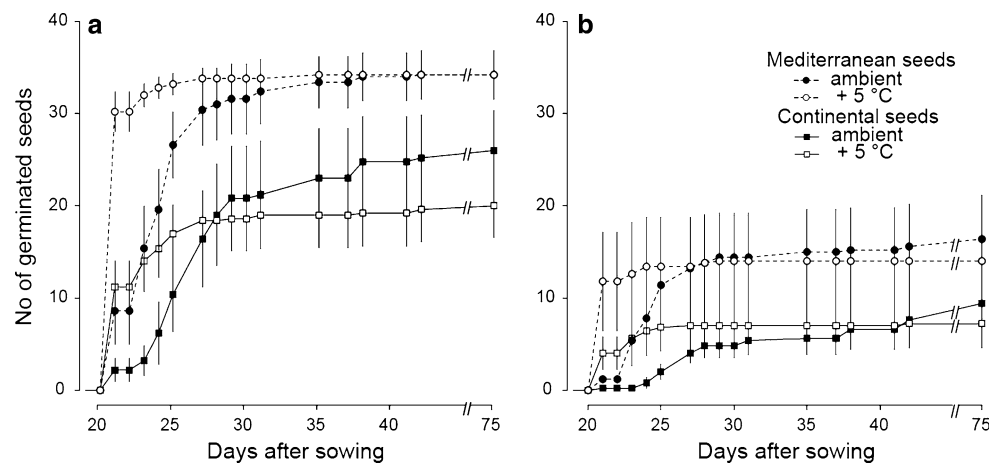 a
b
40
30
20
10
0
No of germinated seeds
20
25
30
35
40
75
Days after sowing
40
30
20
10
0
Mediterranean seeds
ambient
+ 5 °C
Continental seeds
ambient
+ 5 °C
20
25
30
35
40
75
Days after sowing